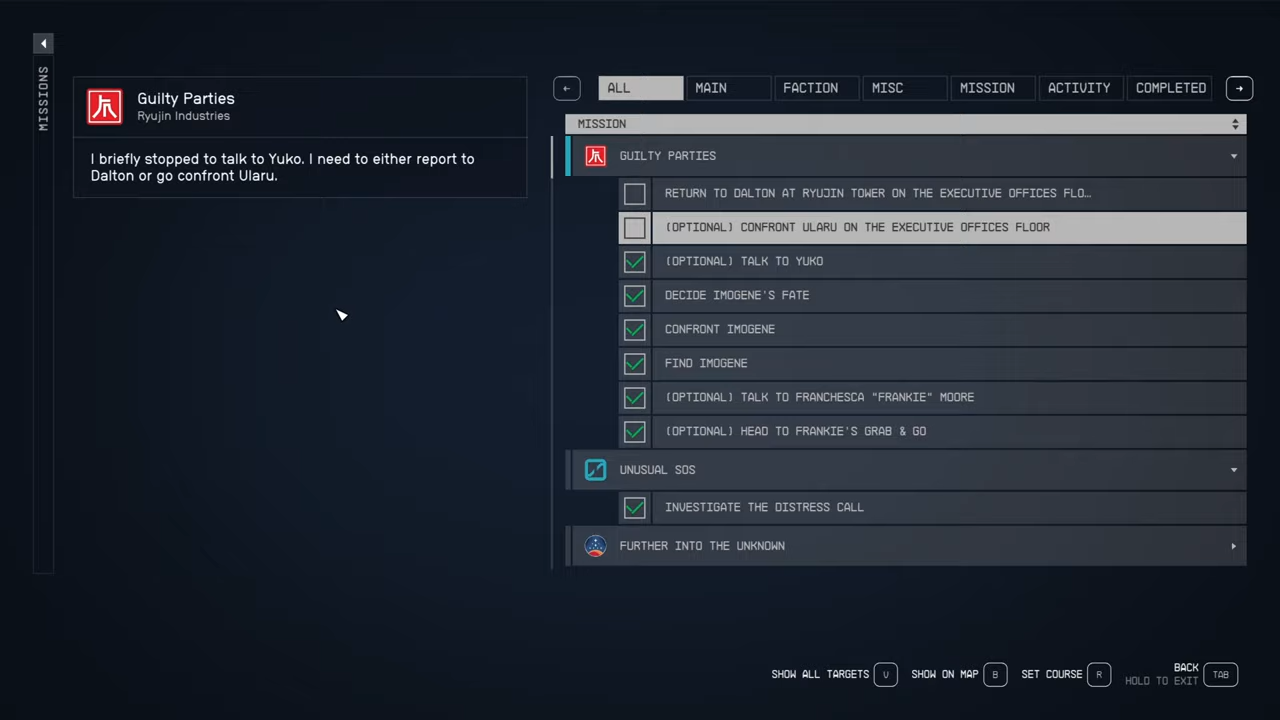 MISSIONS
Guilty Parties
Ryujin Industries
I briefly stopped to talk to Yuko. I need to either report to
Dalton or go confront Ularu.
ALL MAIN FACTION MISC MISSION ACTIVITY COMPLETED
MISSION
GUILTY PARTIES
RETURN TO DALTON AT RYUJIN TOWER ON THE EXECUTIVE OFFICES FLO...
(OPTIONAL) CONFRONT ULARU ON THE EXECUTIVE OFFICES FLOOR
(OPTIONAL) TALK TO YUKO
DECIDE IMOGENE'S FATE
CONFRONT IMOGENE
FIND IMOGENE
(OPTIONAL) TALK TO FRANCHESCA "FRANKIE" MOORE
(OPTIONAL) HEAD TO FRANKIE'S GRAB & GO
UNUSUAL SOS
INVESTIGATE THE DISTRESS CALL
FURTHER INTO THE UNKNOWN
SHOW ALL TARGETS V SHOW ON MAP B SET COURSE R BACK TAB
HOLD TO EXIT